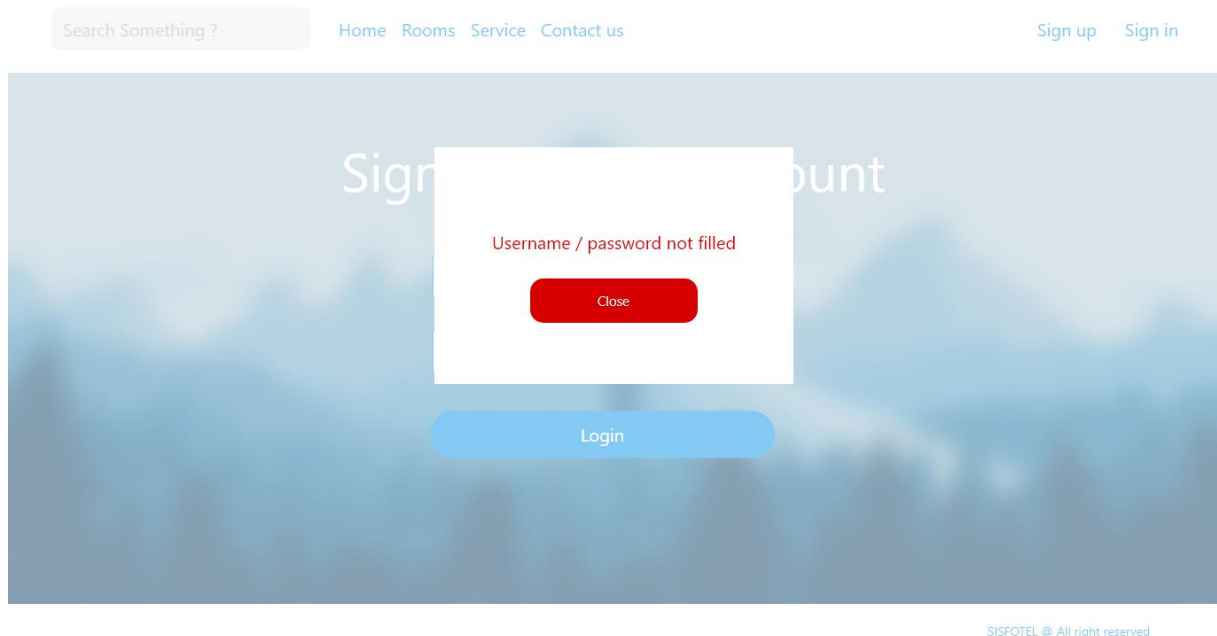 Search Something ? Home Rooms Service Contact us Sign up Sign in
Username / password not filled
Close
Login
SISFOTEL @ All right reserved